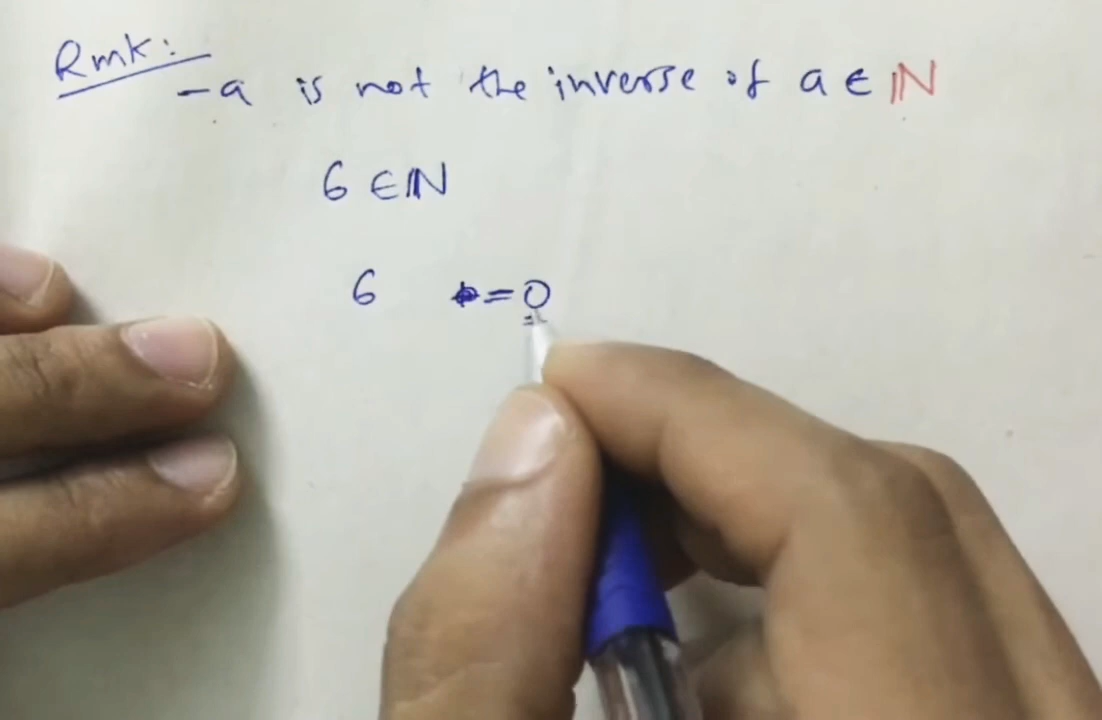 Rmk:
-a is not the inverse of a ∈ ℕ
6 ∈ ℕ
6 = 0